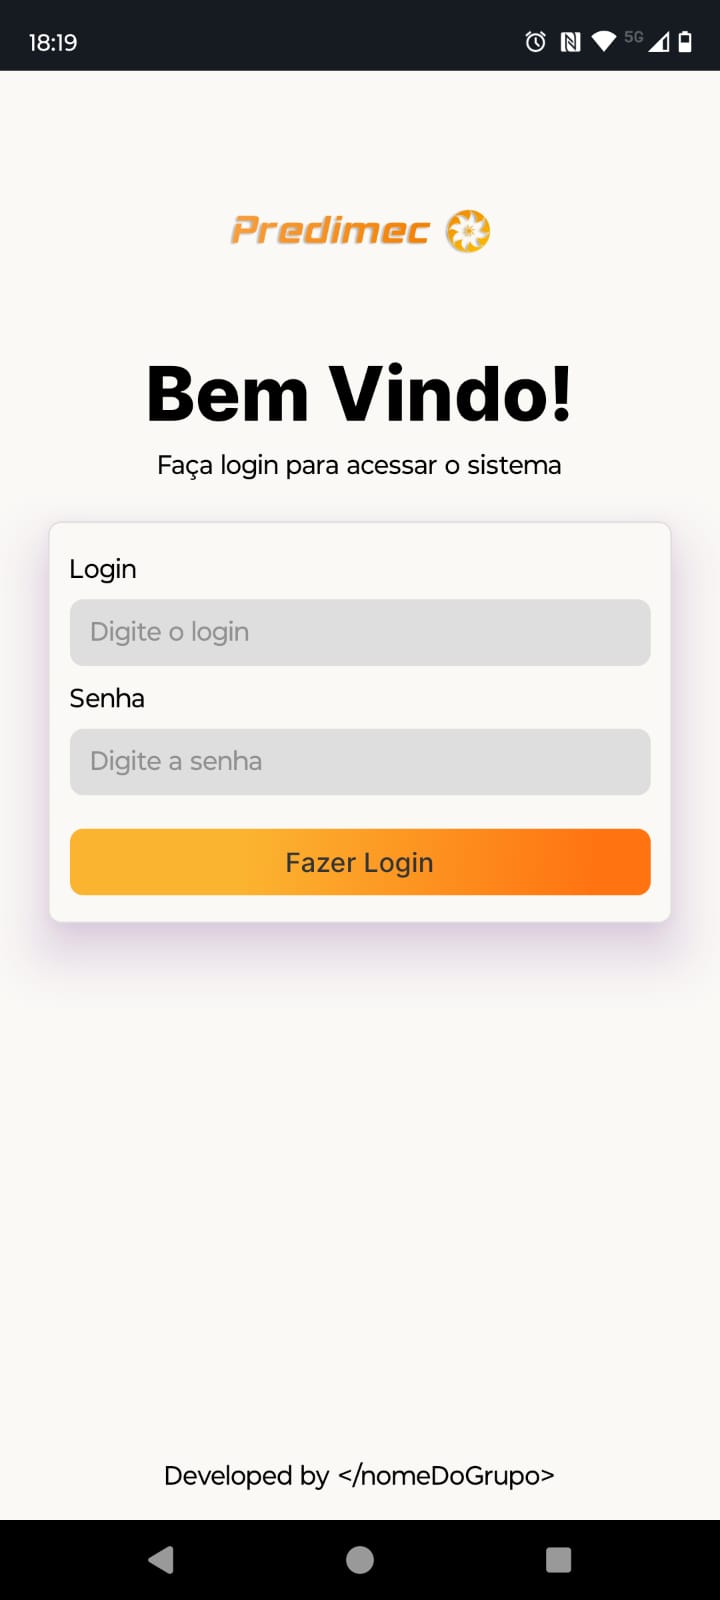 18:19
5G
Predimec
Bem Vindo!
Faça login para acessar o sistema
Login
Digite o login
Senha
Digite a senha
Fazer Login
Developed by </nomeDoGrupo>